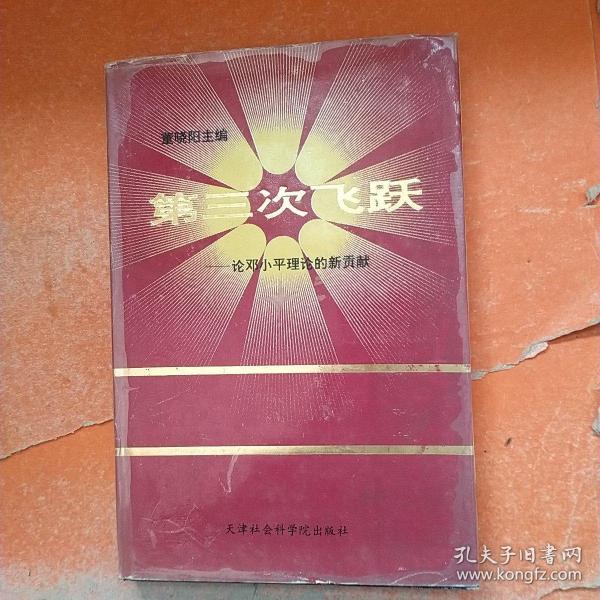 董晓阳主编
第三次飞跃
——论邓小平理论的新贡献
天津社会科学院出版社
孔夫子旧书网
www.kongfz.com